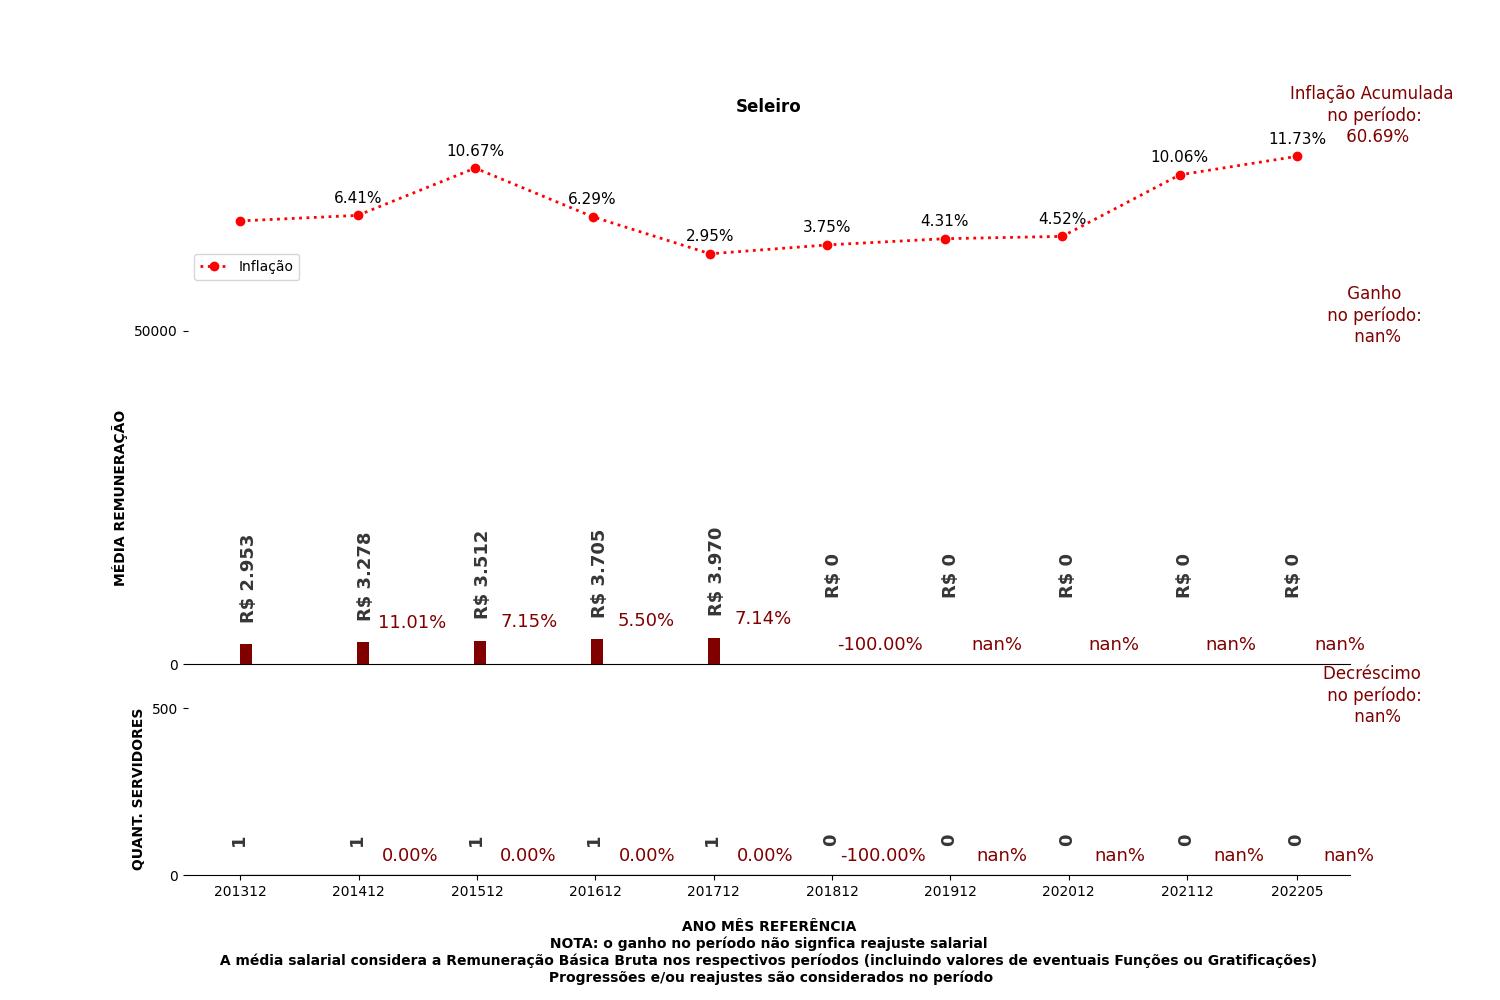 Seleiro
Inflação Acumulada
no período:
60.69%
6.41%
10.67%
6.29%
2.95%
3.75%
4.31%
4.52%
10.06%
11.73%
Inflação
Ganho
no período:
nan%
50000
0
MÉDIA REMUNERAÇÃO
R$ 2.953
R$ 3.278
R$ 3.512
R$ 3.705
R$ 3.970
R$ 0
R$ 0
R$ 0
R$ 0
R$ 0
11.01%
7.15%
5.50%
7.14%
-100.00%
nan%
nan%
nan%
nan%
Decréscimo
no período:
nan%
500
0
QUANT. SERVIDORES
1
1
1
1
1
0
0
0
0
0
0.00%
0.00%
0.00%
0.00%
-100.00%
nan%
nan%
nan%
nan%
201312
201412
201512
201612
201712
201812
201912
202012
202112
202205
ANO MÊS REFERÊNCIA
NOTA: o ganho no período não signfica reajuste salarial
A média salarial considera a Remuneração Básica Bruta nos respectivos períodos (incluindo valores de eventuais Funções ou Gratificações)
Progressões e/ou reajustes são considerados no período